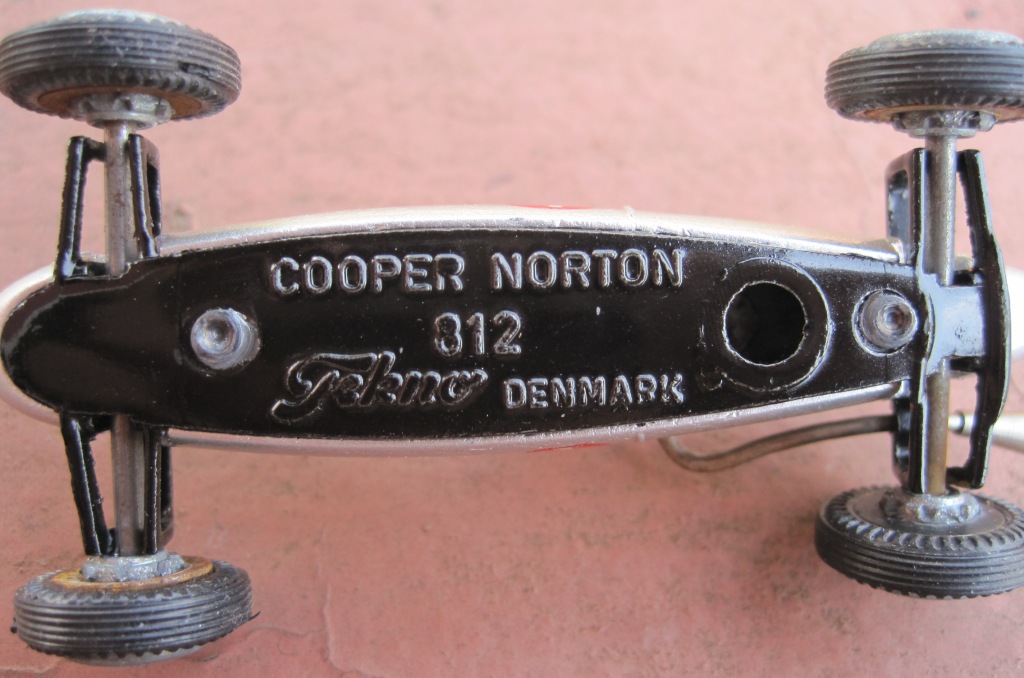 COOPER NORTON
812
Tekno DENMARK